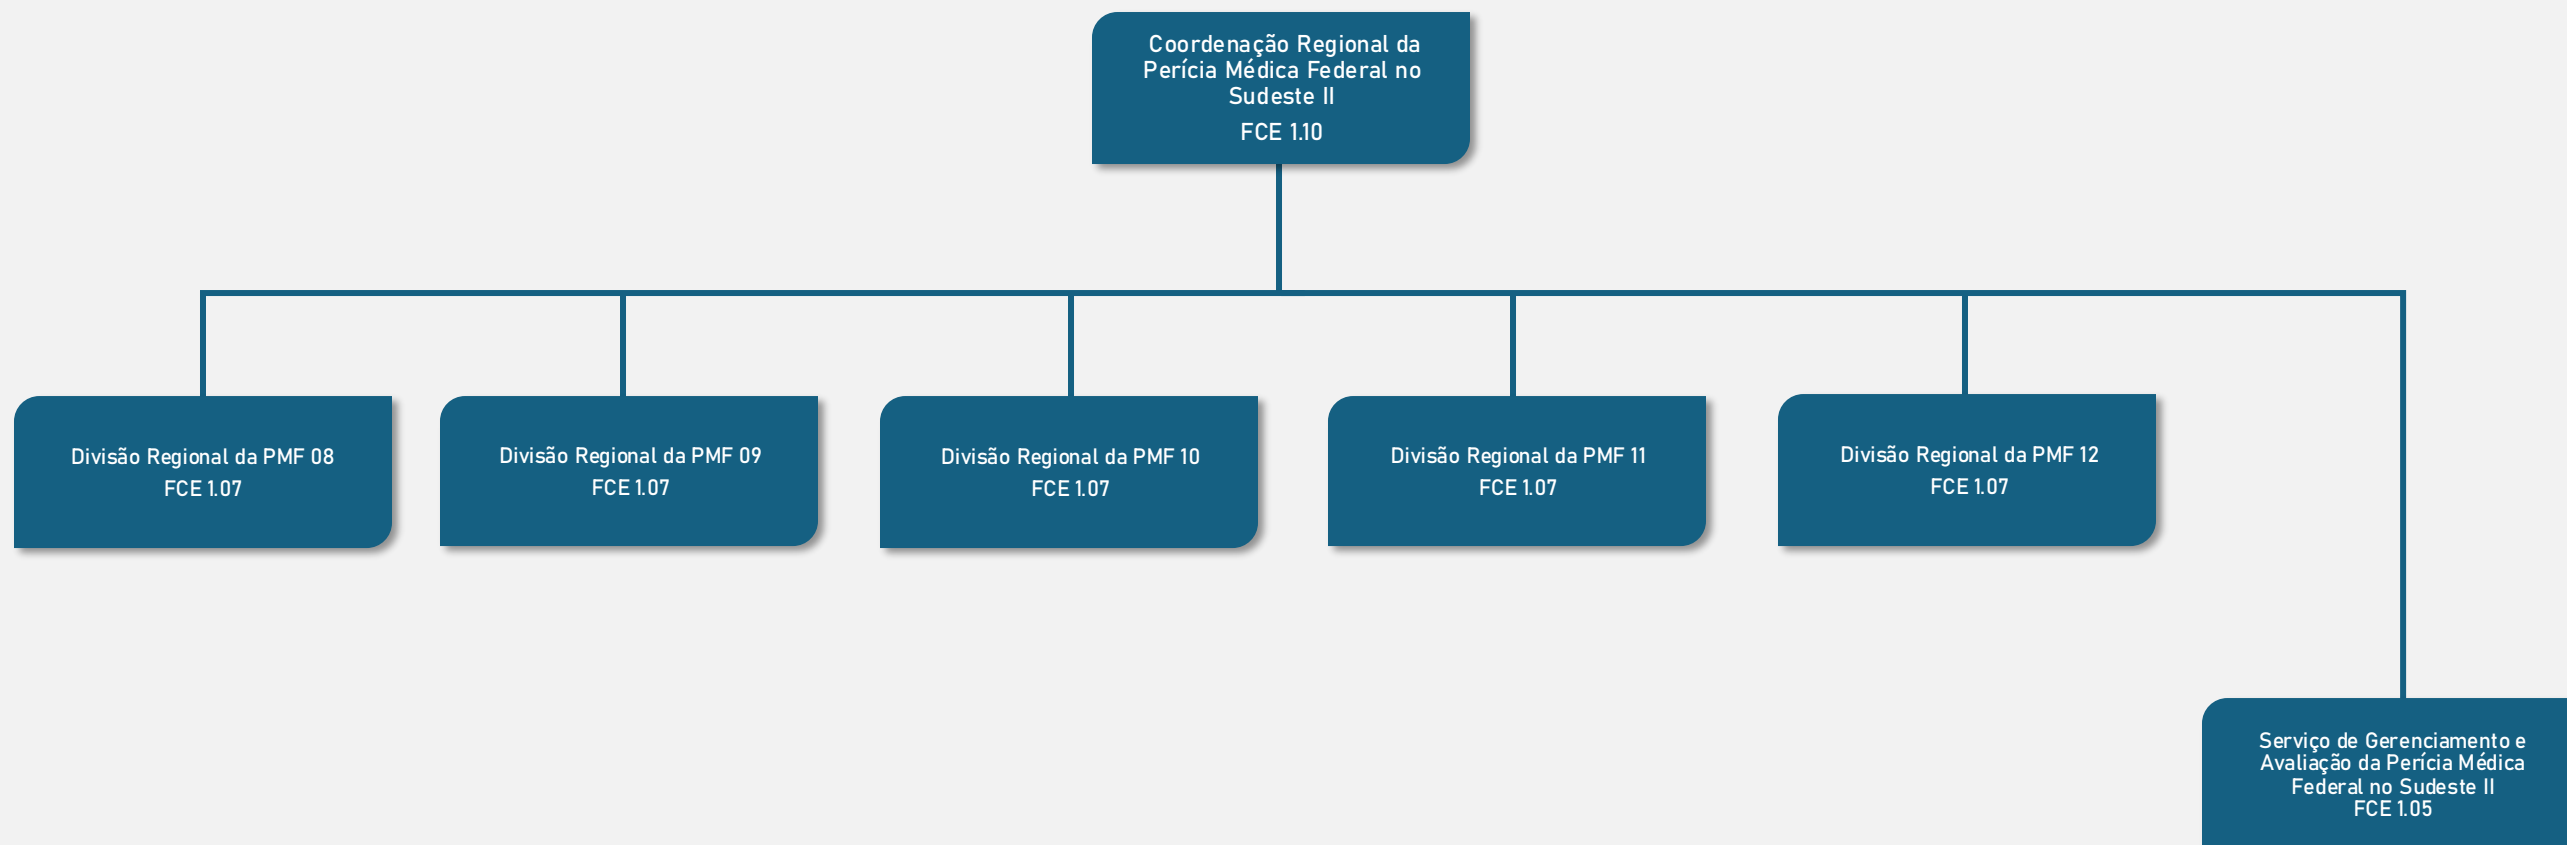 Coordenação Regional da
Perícia Médica Federal no
Sudeste II
FCE 1.10
Divisão Regional da PMF 08
FCE 1.07
Divisão Regional da PMF 09
FCE 1.07
Divisão Regional da PMF 10
FCE 1.07
Divisão Regional da PMF 11
FCE 1.07
Divisão Regional da PMF 12
FCE 1.07
Serviço de Gerenciamento e
Avaliação da Perícia Médica
Federal no Sudeste II
FCE 1.05